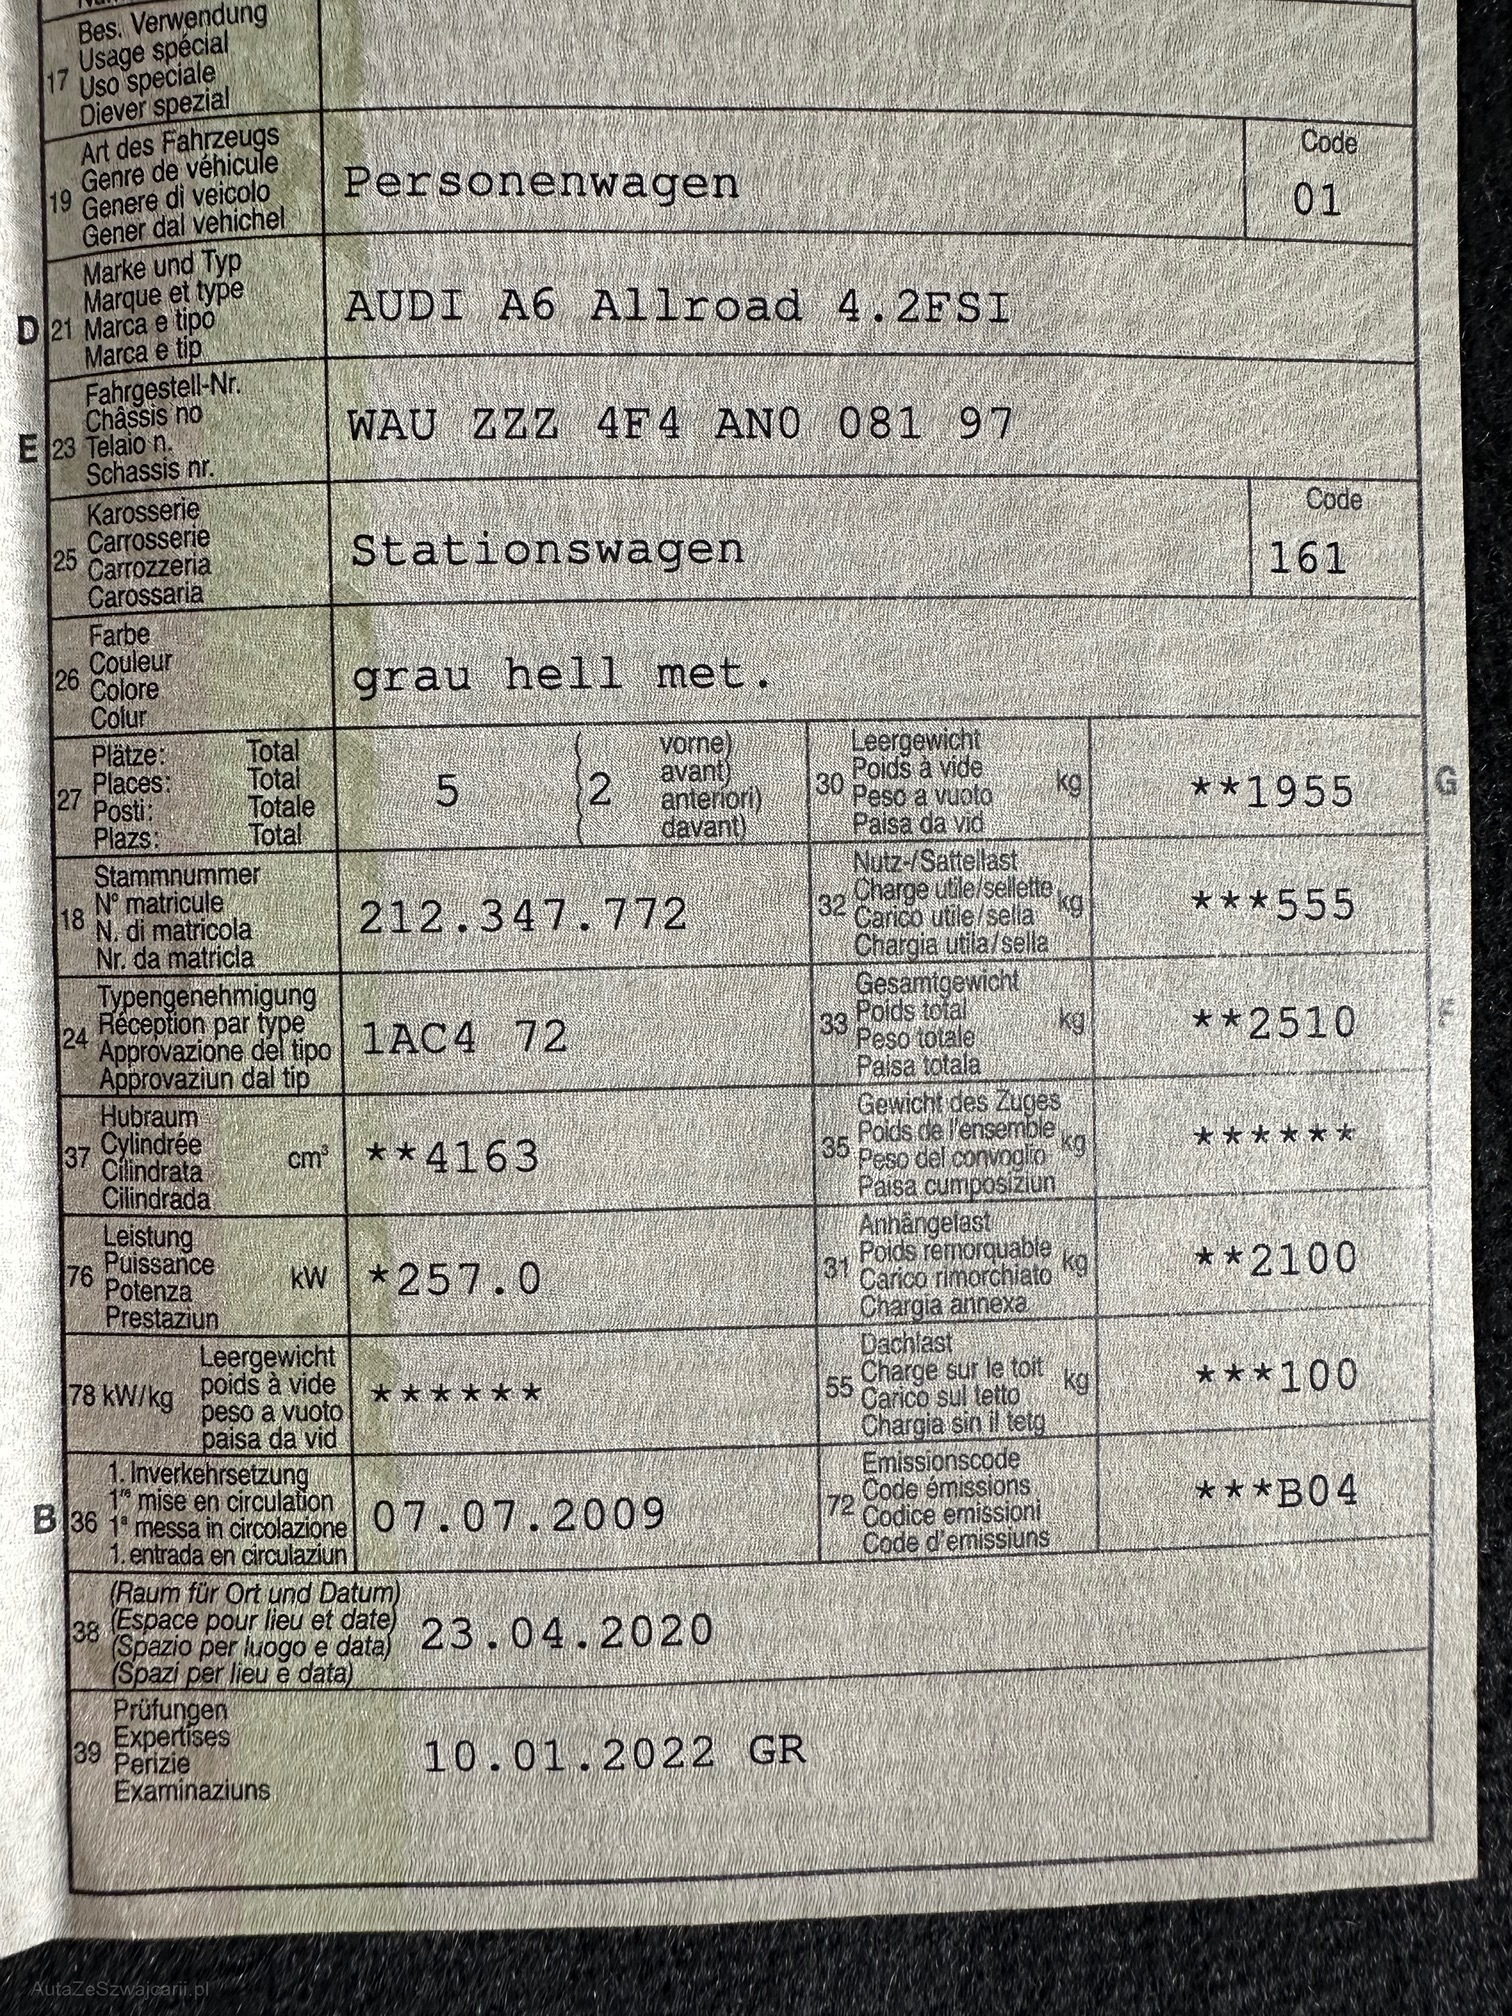 Bes. Verwendung
Usage spécial
17 Uso speciale
Diever spezial
Art des Fahrzeugs
Genre de véhicule
19 Genere di veicolo
Gener dal vehichel
Personenwagen
Code
01
Marke und Typ
Marque et type
D 21 Marca e tipo
Marca e tip
AUDI A6 Allroad 4.2FSI
Fahrgestell-Nr.
Châssis no
E 23 Telaio n.
Schassis nr.
WAU ZZZ 4F4 AN0 081 97
Karosserie
Carrosserie
25 Carrozzeria
Carossaria
Stationswagen
Code
161
Farbe
Couleur
26 Colore
Colur
grau hell met.
Plätze: Total
Places: Total
27 Posti: Totale
Plazs: Total
5 2
vorne)
avant)
anteriori)
davant)
Leergewicht
Poids à vide
30 Peso a vuoto kg
Paisa da vid
**1955 G
Stammnummer
N° matricule
18 N. di matricola
Nr. da matricla
212.347.772
Nutz-/Sattellast
Charge utile/sellette
32 Carico utile/sella kg
Chargia utila/sella
***555
Typengenehmigung
Réception par type
24 Approvazione del tipo
Approvaziun dal tip
1AC4 72
Gesamtgewicht
Poids total
33 Peso totale kg
Paisa totala
**2510 F
Hubraum
Cylindrée
37 Cilindrata cm³
Cilindrada
**4163
Gewicht des Zuges
Poids de l'ensemble
35 Peso del convoglio kg
Paisa cumposiziun
******
Leistung
Puissance
76 Potenza kW
Prestaziun
*257.0
Anhängelast
Poids remorquable
31 Carico rimorchiato kg
Chargia annexa
**2100
Leergewicht
78 kW/kg poids à vide
peso a vuoto
paisa da vid
******
Dachlast
Charge sur le toit
55 Carico sul tetto kg
Chargia sin il tetg
***100
1. Inverkehrsetzung
1re mise en circulation
B 36 1a messa in circolazione
1. entrada en circulaziun
07.07.2009
Emissionscode
Code émissions
72 Codice emissioni
Code d'emissiuns
***B04
(Raum für Ort und Datum)
(Espace pour lieu et date)
38 (Spazio per luogo e data)
(Spazi per lieu e data)
23.04.2020
Prüfungen
Expertises
39 Perizie
Examinaziuns
10.01.2022 GR
AutaZeSzwajcarii.pl